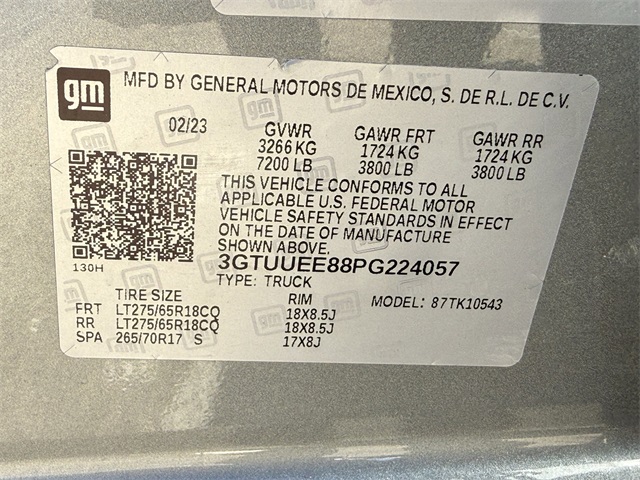 gm
MFD BY GENERAL MOTORS DE MEXICO, S. DE R.L. DE C.V.
02/23 GVWR GAWR FRT GAWR RR
3266 KG 1724 KG 1724 KG
7200 LB 3800 LB 3800 LB
THIS VEHICLE CONFORMS TO ALL
APPLICABLE U.S. FEDERAL MOTOR
VEHICLE SAFETY STANDARDS IN EFFECT
ON THE DATE OF MANUFACTURE
SHOWN ABOVE.
130H
3GTUUEE88PG224057
TYPE: TRUCK
TIRE SIZE RIM MODEL: 87TK10543
FRT LT275/65R18CQ 18X8.5J
RR LT275/65R18CQ 18X8.5J
SPA 265/70R17 S 17X8J